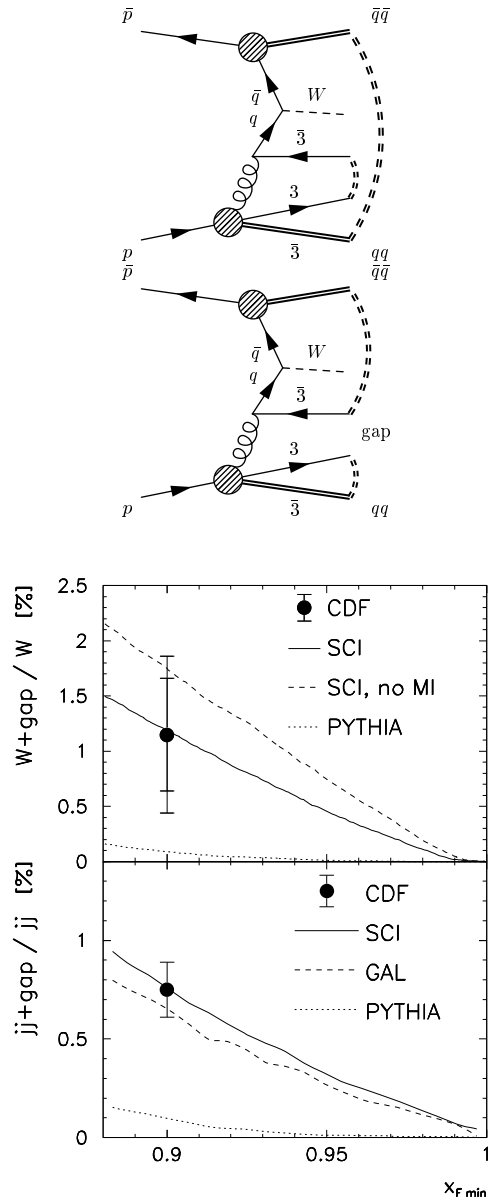 p̄ q̄q̄
q̄ W
q 3̄
3
p 3̄ qq
p̄ q̄q̄
q̄ W
q 3̄
gap
3
p 3̄ qq
W+gap / W [%]
2.5
2
1.5
1
0.5
0
CDF
SCI
SCI, no MI
PYTHIA
jj+gap / jj [%]
1
0.5
0
CDF
SCI
GAL
PYTHIA
0.9 0.95 1
x_F min